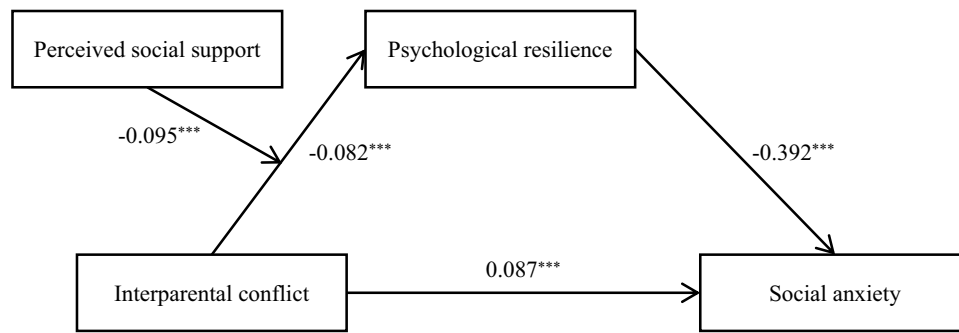 Perceived social support
Psychological resilience
-0.095***
-0.082***
-0.392***
0.087***
Interparental conflict
Social anxiety